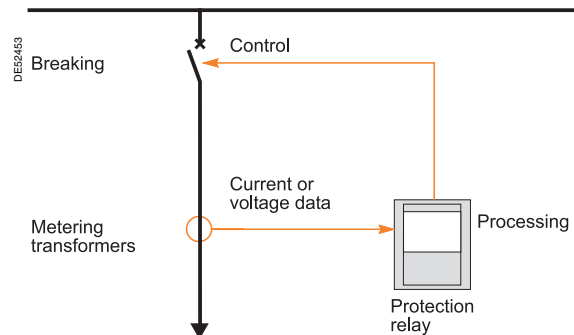 DE52453
Control
Breaking
Current or
voltage data
Metering
transformers
Processing
Protection
relay